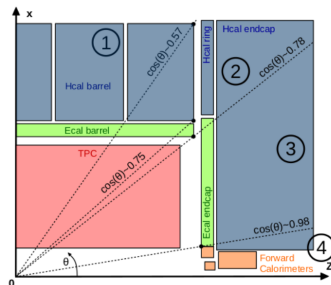 x
Hcal endcap
1
Hcal ring
cos(θ)~0.57
2
cos(θ)~0.78
Hcal barrel
Ecal barrel
TPC
cos(θ)~0.75
3
Ecal endcap
cos(θ)~0.98
4
θ
Forward
Calorimeters
0
Z